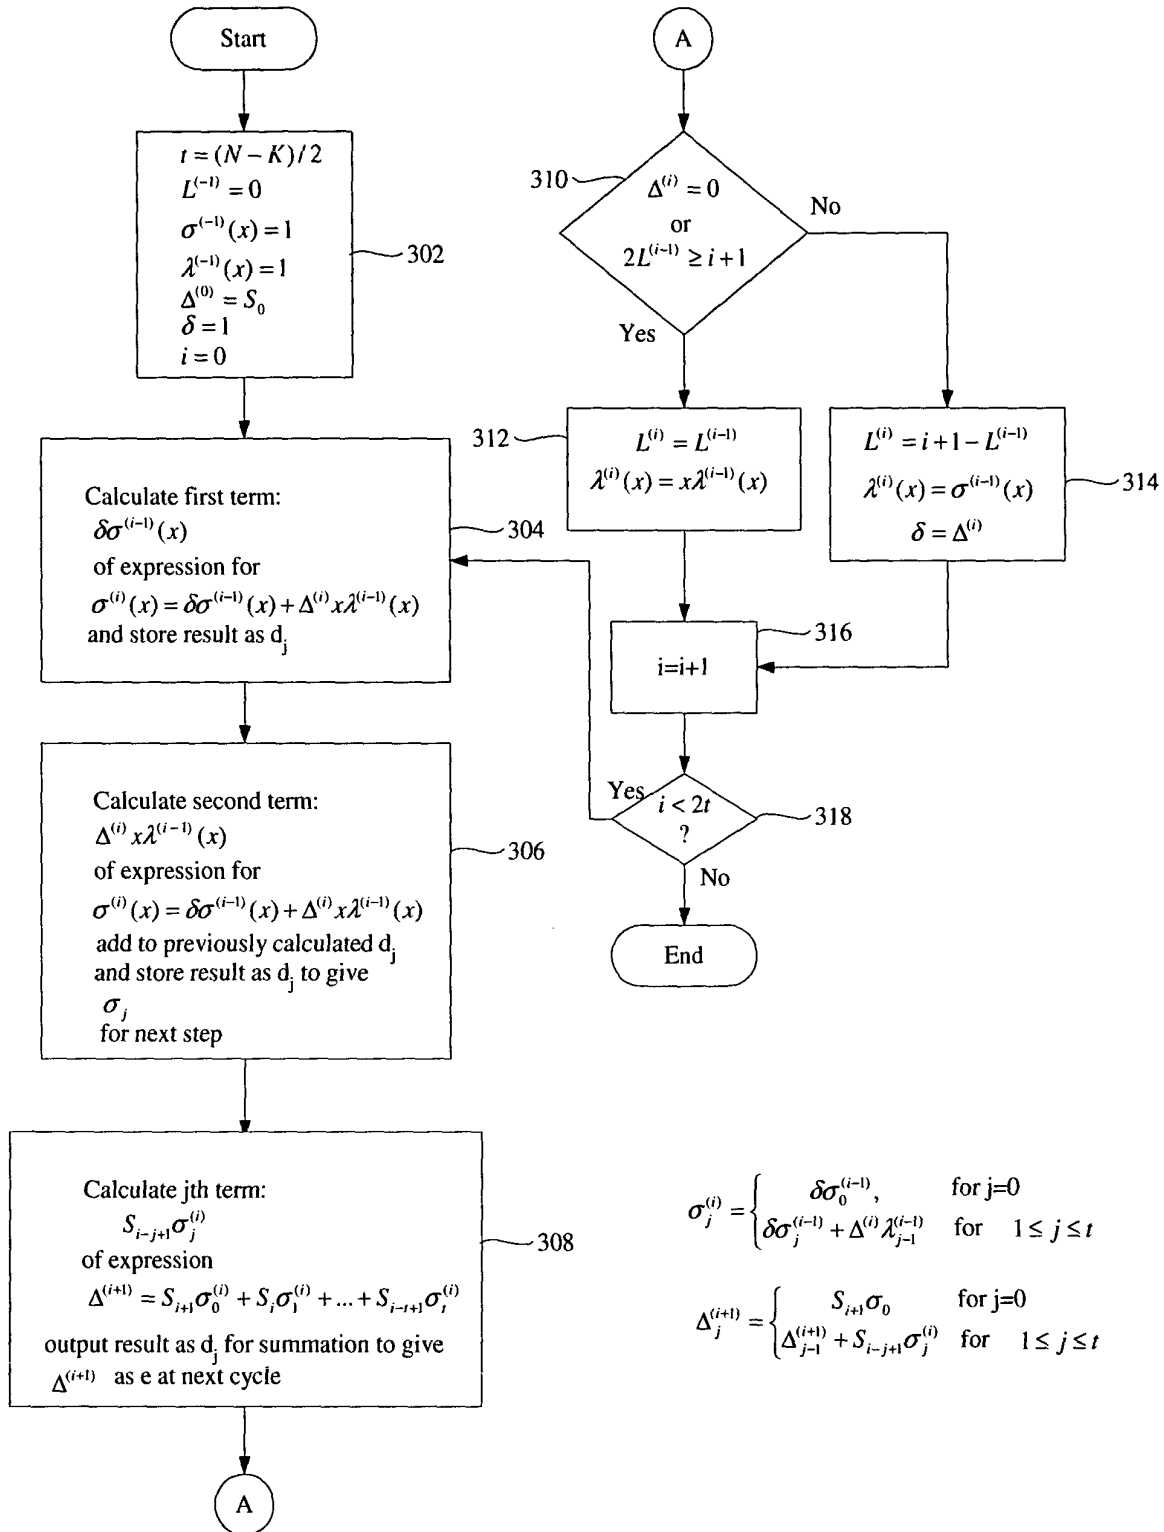 Start
t = (N − K)/2
L^(−1) = 0
σ^(−1)(x) = 1
λ^(−1)(x) = 1
Δ^(0) = S_0
δ = 1
i = 0
302
Calculate first term:
δσ^(i−1)(x)
of expression for
σ^(i)(x) = δσ^(i−1)(x) + Δ^(i)xλ^(i−1)(x)
and store result as d_j
304
Calculate second term:
Δ^(i)xλ^(i−1)(x)
of expression for
σ^(i)(x) = δσ^(i−1)(x) + Δ^(i)xλ^(i−1)(x)
add to previously calculated d_j
and store result as d_j to give
σ_j
for next step
306
Calculate jth term:
S_{i−j+1}σ_j^(i)
of expression
Δ^(i+1) = S_{i+1}σ_0^(i) + S_iσ_1^(i) + ... + S_{i−t+1}σ_t^(i)
output result as d_j for summation to give
Δ^(i+1) as e at next cycle
308
A
A
310
Δ^(i) = 0
or
2L^(i−1) ≥ i + 1
No
Yes
312
L^(i) = L^(i−1)
λ^(i)(x) = xλ^(i−1)(x)
L^(i) = i + 1 − L^(i−1)
λ^(i)(x) = σ^(i−1)(x)
δ = Δ^(i)
314
316
i=i+1
Yes
i < 2t
?
318
No
End
σ_j^(i) = { δσ_0^(i−1), for j=0
δσ_j^(i−1) + Δ^(i)λ_{j−1}^(i−1) for 1 ≤ j ≤ t
Δ_j^(i+1) = { S_{i+1}σ_0 for j=0
Δ_{j−1}^(i+1) + S_{i−j+1}σ_j^(i) for 1 ≤ j ≤ t